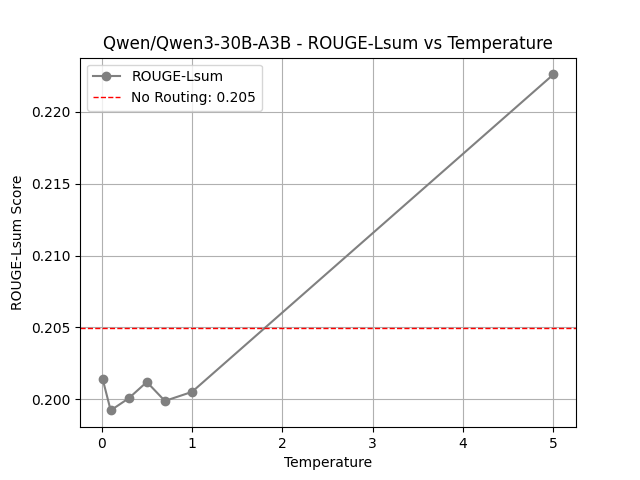 Qwen/Qwen3-30B-A3B - ROUGE-Lsum vs Temperature
ROUGE-Lsum
No Routing: 0.205
ROUGE-Lsum Score
0.220
0.215
0.210
0.205
0.200
0 1 2 3 4 5
Temperature